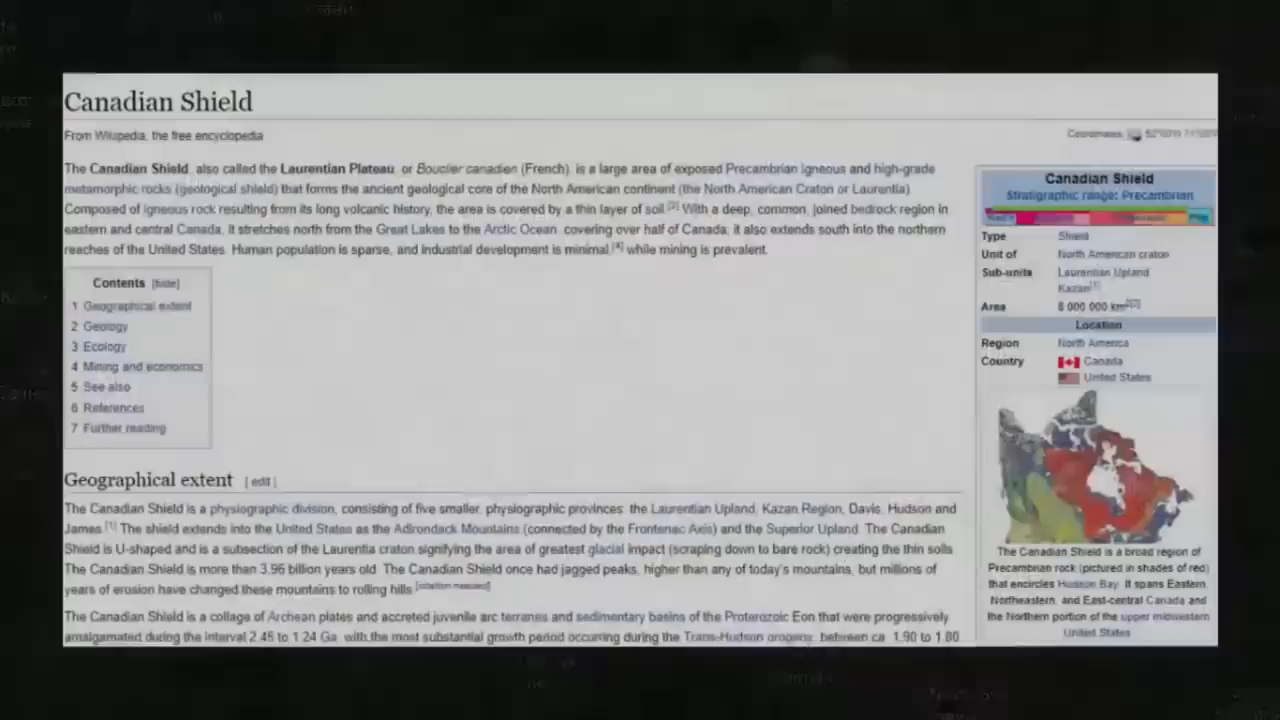 Canadian Shield
From Wikipedia, the free encyclopedia
Coordinates
The Canadian Shield, also called the Laurentian Plateau, or Bouclier canadien (French), is a large area of exposed Precambrian igneous and high-grade
metamorphic rocks (geological shield) that forms the ancient geological core of the North American continent (the North American Craton or Laurentia)
Composed of igneous rock resulting from its long volcanic history, the area is covered by a thin layer of soil.[3] With a deep, common, joined bedrock region in
eastern and central Canada, it stretches north from the Great Lakes to the Arctic Ocean, covering over half of Canada; it also extends south into the northern
reaches of the United States. Human population is sparse, and industrial development is minimal,[4] while mining is prevalent.
Contents [hide]
1 Geographical extent
2 Geology
3 Ecology
4 Mining and economics
5 See also
6 References
7 Further reading
Geographical extent [edit]
The Canadian Shield is a physiographic division, consisting of five smaller, physiographic provinces: the Laurentian Upland, Kazan Region, Davis, Hudson and
James.[1] The shield extends into the United States as the Adirondack Mountains (connected by the Frontenac Axis) and the Superior Upland. The Canadian
Shield is U-shaped and is a subsection of the Laurentia craton signifying the area of greatest glacial impact (scraping down to bare rock) creating the thin soils
The Canadian Shield is more than 3.96 billion years old. The Canadian Shield once had jagged peaks, higher than any of today's mountains, but millions of
years of erosion have changed these mountains to rolling hills.[citation needed]
The Canadian Shield is a collage of Archean plates and accreted juvenile arc terranes and sedimentary basins of the Proterozoic Eon that were progressively
amalgamated during the interval 2.45 to 1.24 Ga, with the most substantial growth period occurring during the Trans-Hudson orogeny, between ca. 1.90 to 1.80
Canadian Shield
Stratigraphic range: Precambrian
Type Shield
Unit of North American craton
Sub-units Laurentian Upland
Kazan[1]
Area 8 000 000 km2[2]
Location
Region North America
Country Canada
United States
The Canadian Shield is a broad region of
Precambrian rock (pictured in shades of red)
that encircles Hudson Bay. It spans Eastern,
Northeastern, and East-central Canada and
the Northern portion of the upper midwestern
United States